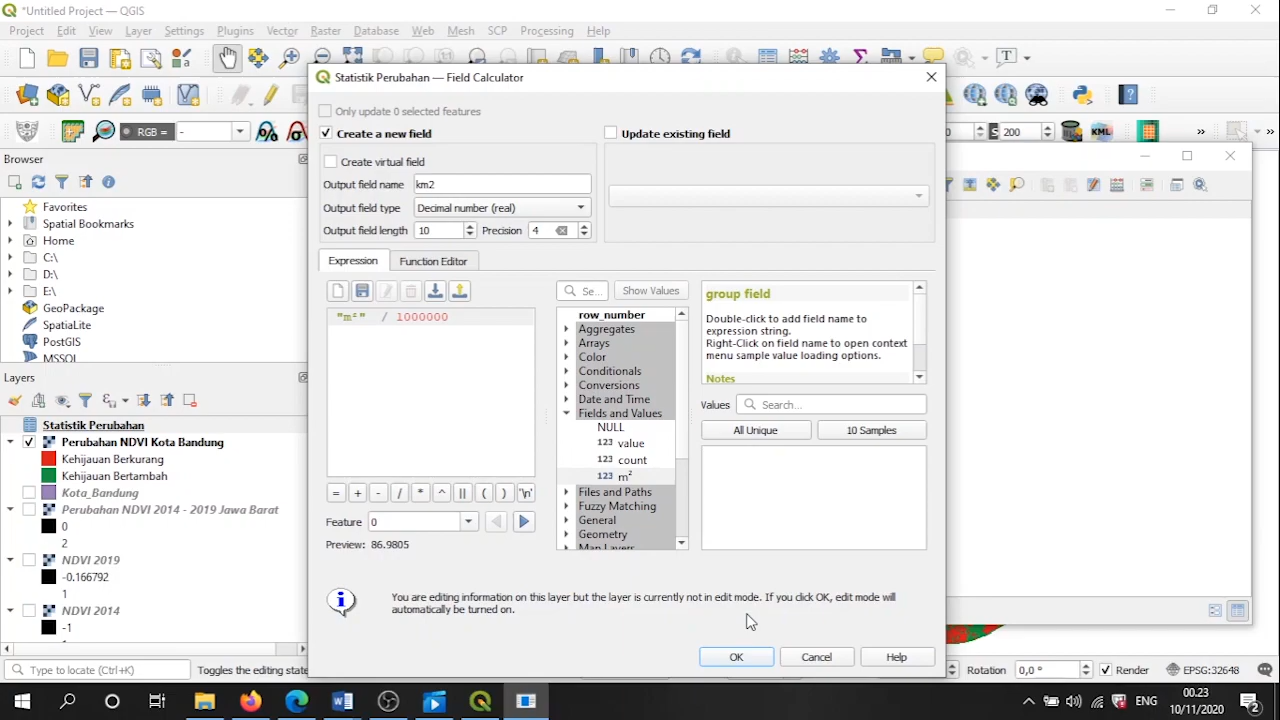 *Untitled Project — QGIS
Project Edit View Layer Settings Plugins Vector Raster Database Web Mesh SCP Processing Help
Statistik Perubahan — Field Calculator
Only update 0 selected features
Create a new field
Update existing field
Create virtual field
Output field name km2
Output field type Decimal number (real)
Output field length 10 Precision 4
Expression Function Editor
Se... Show Values
"m²" / 1000000
row_number
Aggregates
Arrays
Color
Conditionals
Conversions
Date and Time
Fields and Values
NULL
123 value
123 count
123 m²
Files and Paths
Fuzzy Matching
General
Geometry
Map Layers
group field
Double-click to add field name to
expression string.
Right-Click on field name to open context
menu sample value loading options.
Notes
Values Search...
All Unique 10 Samples
= + - / * ^ || ( ) '\n'
Feature 0
Preview: 86.9805
You are editing information on this layer but the layer is currently not in edit mode. If you click OK, edit mode will
automatically be turned on.
OK Cancel Help
RGB = -
0 S 200 KML » »
Browser
Favorites
Spatial Bookmarks
Home
C:\
D:\
E:\
GeoPackage
SpatiaLite
PostGIS
MSSQL
Layers
Statistik Perubahan
Perubahan NDVI Kota Bandung
Kehijauan Berkurang
Kehijauan Bertambah
Kota_Bandung
Perubahan NDVI 2014 - 2019 Jawa Barat
0
2
NDVI 2019
-0.166792
1
NDVI 2014
-1
Type to locate (Ctrl+K) Toggles the editing state
Rotation 0,0 ° Render EPSG:32648
ENG 00.23
10/11/2020 2